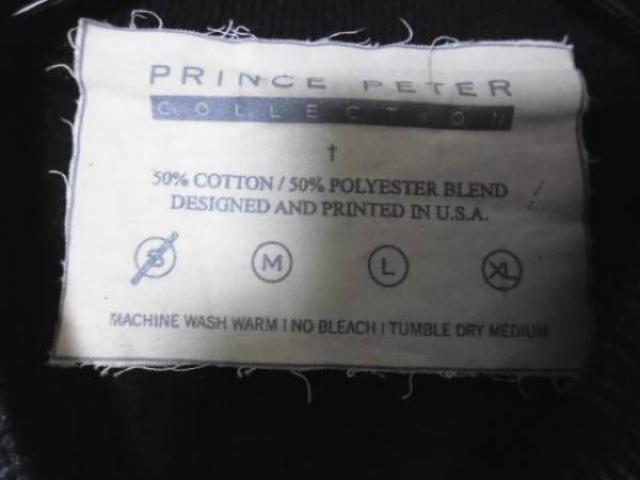 PRINCE PETER
COLLECTION
†
50% COTTON / 50% POLYESTER BLEND
DESIGNED AND PRINTED IN U.S.A.
S M L XL
MACHINE WASH WARM | NO BLEACH | TUMBLE DRY MEDIUM